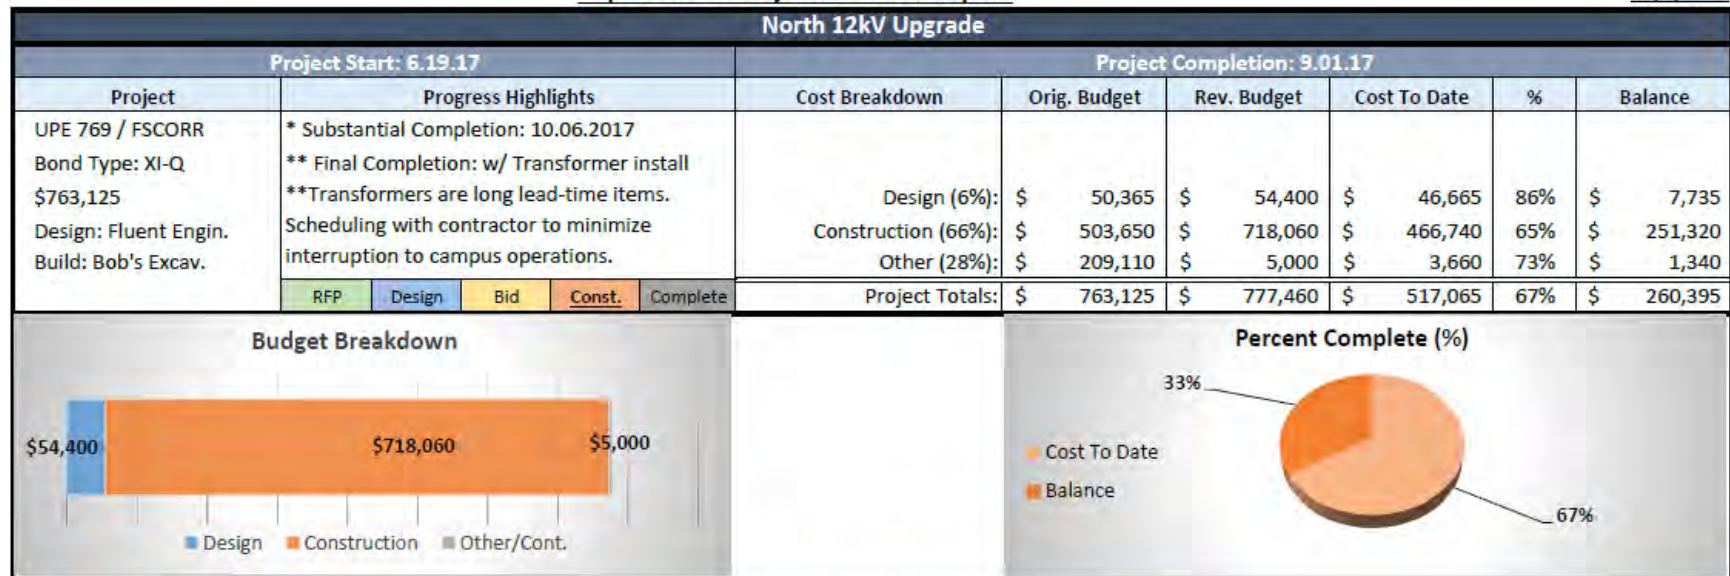 North 12kV Upgrade
Project Start: 6.19.17
Project Completion: 9.01.17
Project
Progress Highlights
Cost Breakdown Orig. Budget Rev. Budget Cost To Date % Balance
UPE 769 / FSCORR
Bond Type: XI-Q
$763,125
Design: Fluent Engin.
Build: Bob's Excav.
* Substantial Completion: 10.06.2017
** Final Completion: w/ Transformer install
**Transformers are long lead-time items.
Scheduling with contractor to minimize
interruption to campus operations.
RFP Design Bid Const. Complete
Design (6%): $ 50,365 $ 54,400 $ 46,665 86% $ 7,735
Construction (66%): $ 503,650 $ 718,060 $ 466,740 65% $ 251,320
Other (28%): $ 209,110 $ 5,000 $ 3,660 73% $ 1,340
Project Totals: $ 763,125 $ 777,460 $ 517,065 67% $ 260,395
Budget Breakdown
$54,400 $718,060 $5,000
Design Construction Other/Cont.
Percent Complete (%)
33%
Cost To Date
Balance
67%